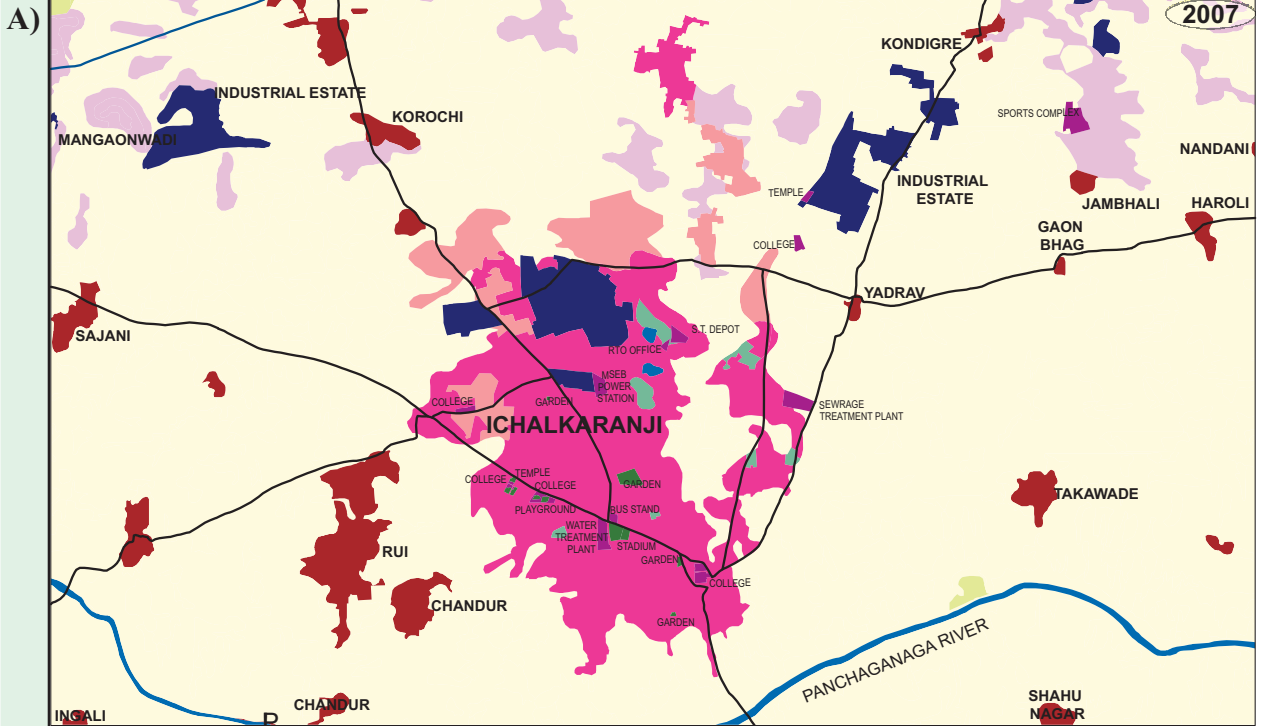 A)
2007
KONDIGRE
INDUSTRIAL ESTATE
SPORTS COMPLEX
KOROCHI
MANGAONWADI
NANDANI
INDUSTRIAL
ESTATE
TEMPLE
JAMBHALI
HAROLI
GAON
BHAG
COLLEGE
YADRAV
SAJANI
S.T. DEPOT
RTO OFFICE
MSEB
POWER
STATION
COLLEGE
GARDEN
SEWRAGE
TREATMENT PLANT
ICHALKARANJI
TEMPLE
COLLEGE
COLLEGE
GARDEN
TAKAWADE
PLAYGROUND
BUS STAND
WATER
TREATMENT
PLANT
STADIUM
RUI
GARDEN
COLLEGE
CHANDUR
GARDEN
PANCHAGANAGA RIVER
SHAHU
NAGAR
CHANDUR
INGALI
P